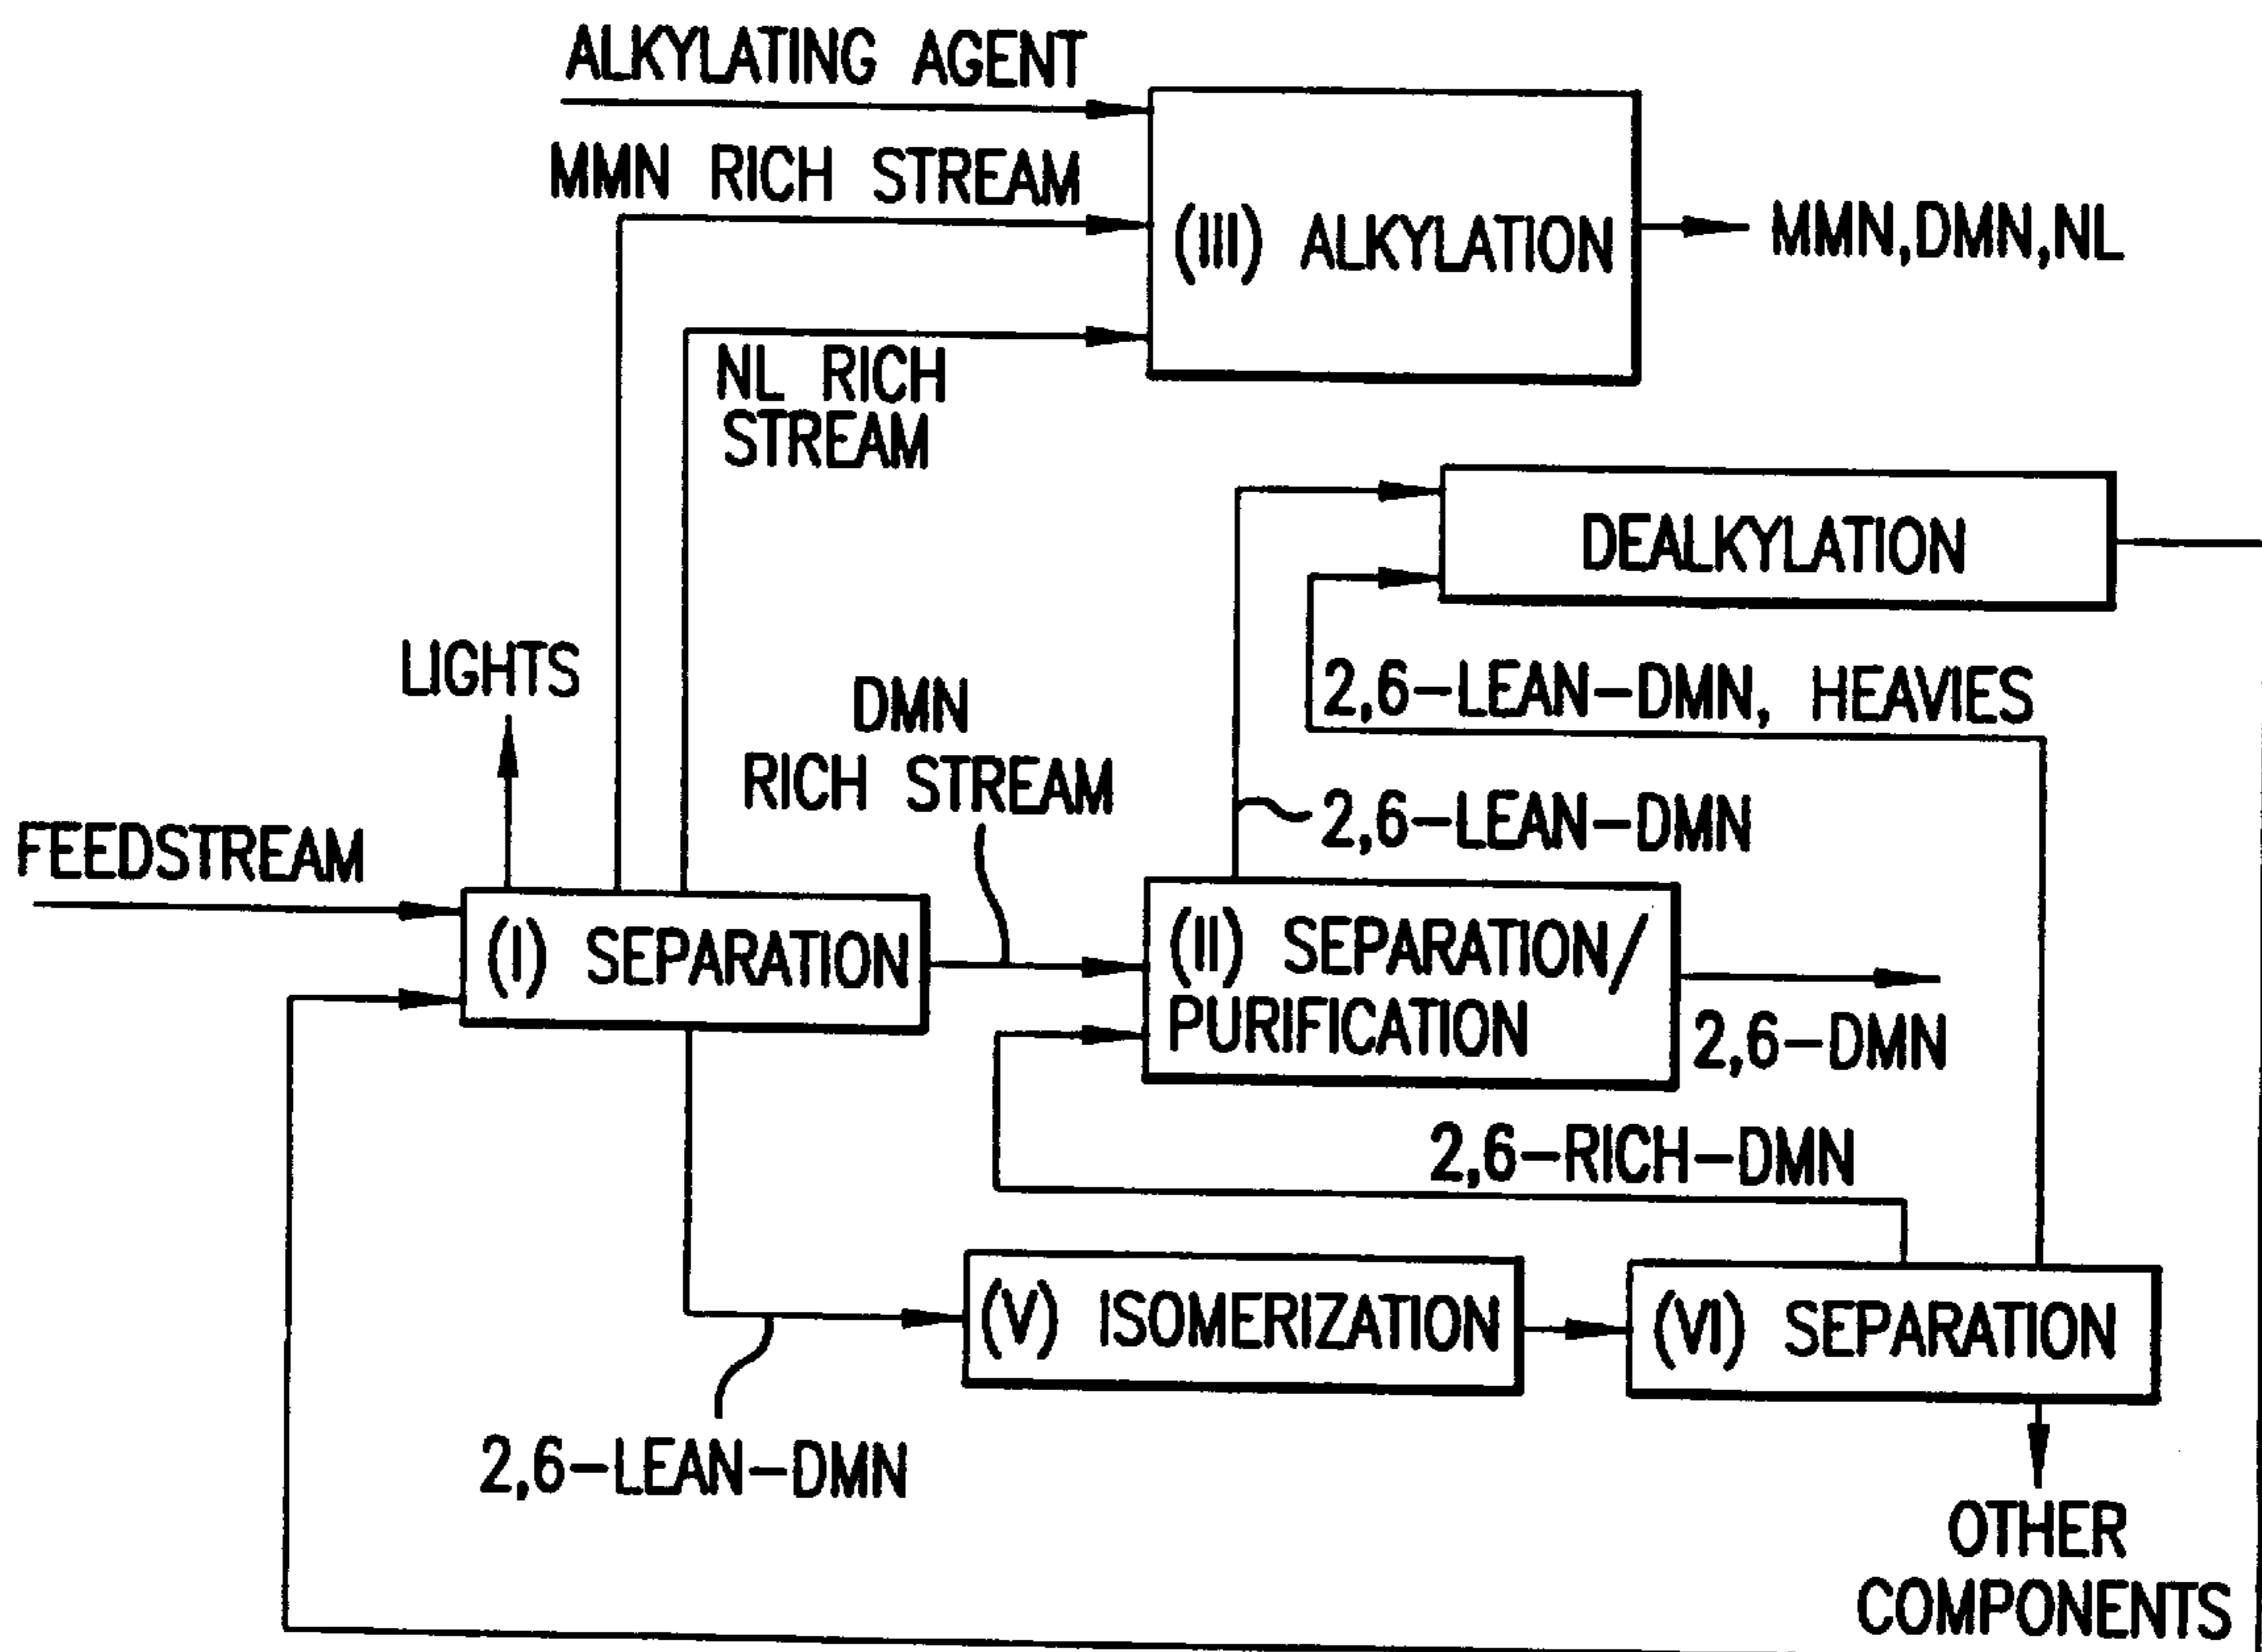 ALKYLATING AGENT
MMN RICH STREAM
(III) ALKYLATION
MMN,DMN,NL
NL RICH
STREAM
DEALKYLATION
LIGHTS
2,6-LEAN-DMN, HEAVIES
DMN
RICH STREAM
2,6-LEAN-DMN
FEEDSTREAM
(I) SEPARATION
(II) SEPARATION/
PURIFICATION
2,6-DMN
2,6-RICH-DMN
(V) ISOMERIZATION
(VI) SEPARATION
2,6-LEAN-DMN
OTHER
COMPONENTS